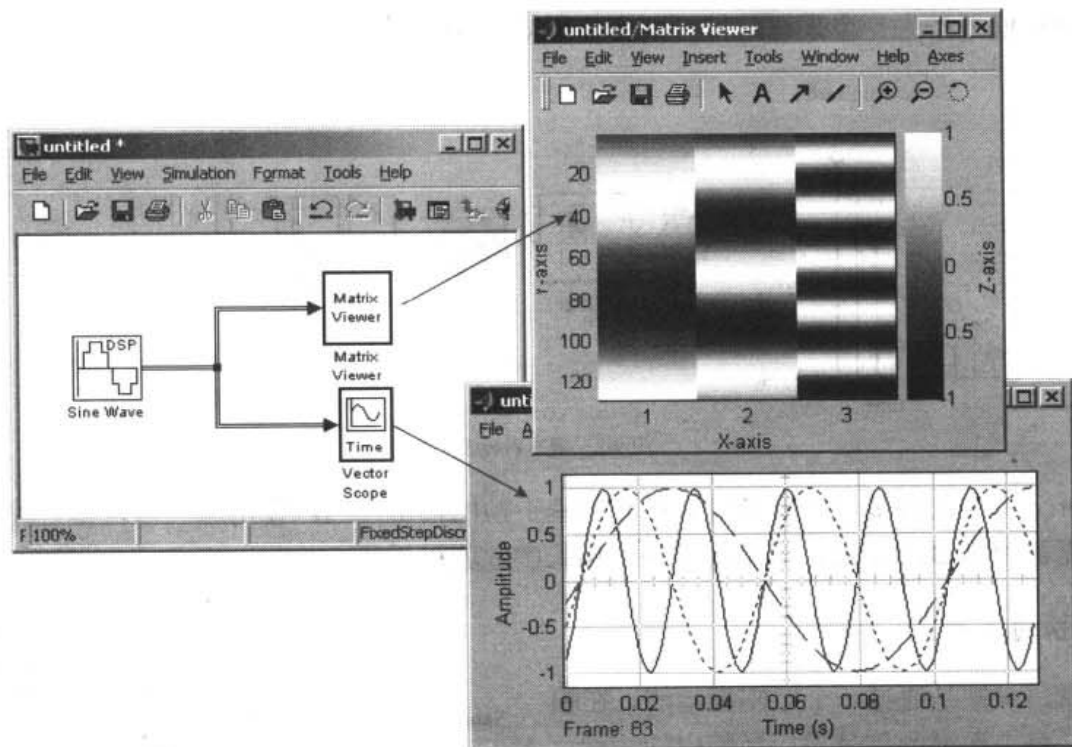 untitled/Matrix Viewer
File Edit View Insert Tools Window Help Axes
A
20
40
60
80
100
120
Y-axis
1 2 3
X-axis
1
0.5
0
0.5
1
Z-axis
untitled *
File Edit View Simulation Format Tools Help
DSP
Sine Wave
Matrix
Viewer
Matrix
Viewer
Time
Vector
Scope
100%
FixedStepDiscr
unti
File A
1
0.5
0
-0.5
-1
Amplitude
0 0.02 0.04 0.06 0.08 0.1 0.12
Frame: 83 Time (s)